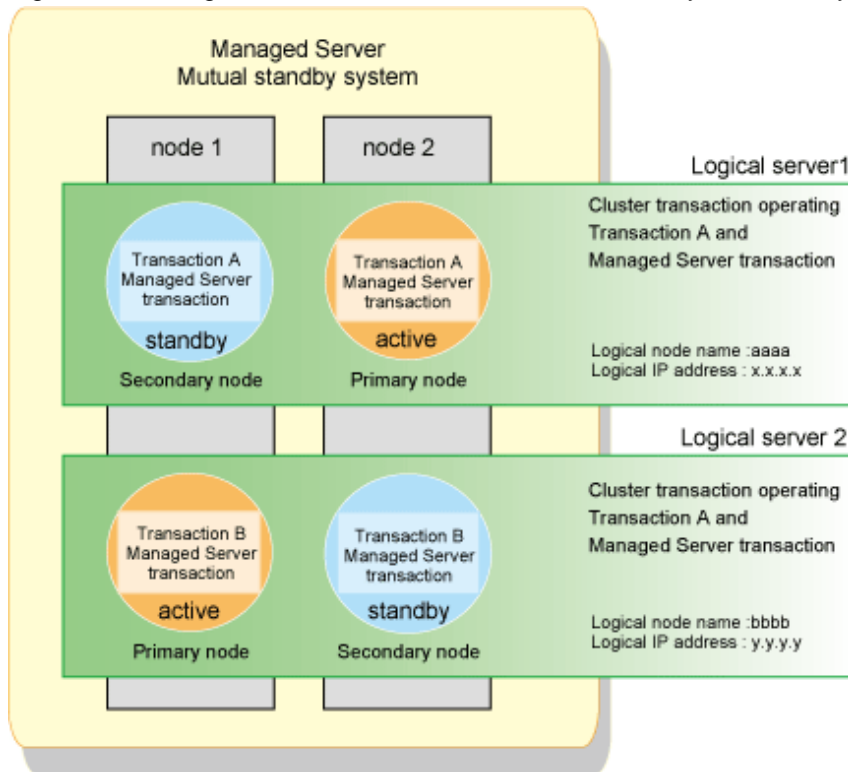 Managed Server
Mutual standby system
node 1
node 2
Logical server1
Transaction A
Managed Server
transaction
standby
Secondary node
Transaction A
Managed Server
transaction
active
Primary node
Cluster transaction operating
Transaction A and
Managed Server transaction
Logical node name :aaaa
Logical IP address : x.x.x.x
Logical server 2
Transaction B
Managed Server
transaction
active
Primary node
Transaction B
Managed Server
transaction
standby
Secondary node
Cluster transaction operating
Transaction A and
Managed Server transaction
Logical node name :bbbb
Logical IP address : y.y.y.y